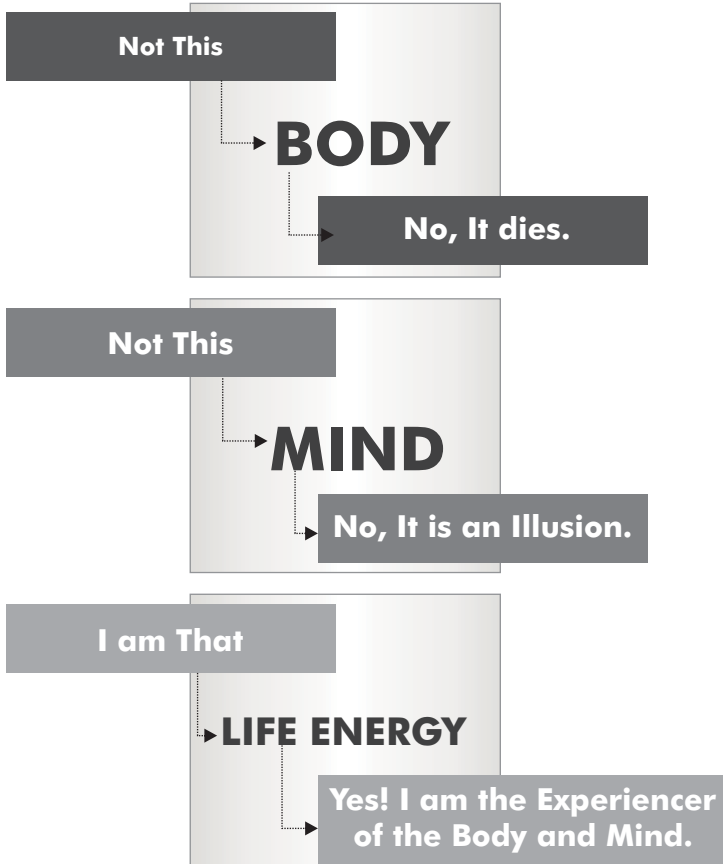 Not This
BODY
No, It dies.
Not This
MIND
No, It is an Illusion.
I am That
LIFE ENERGY
Yes! I am the Experiencer
of the Body and Mind.